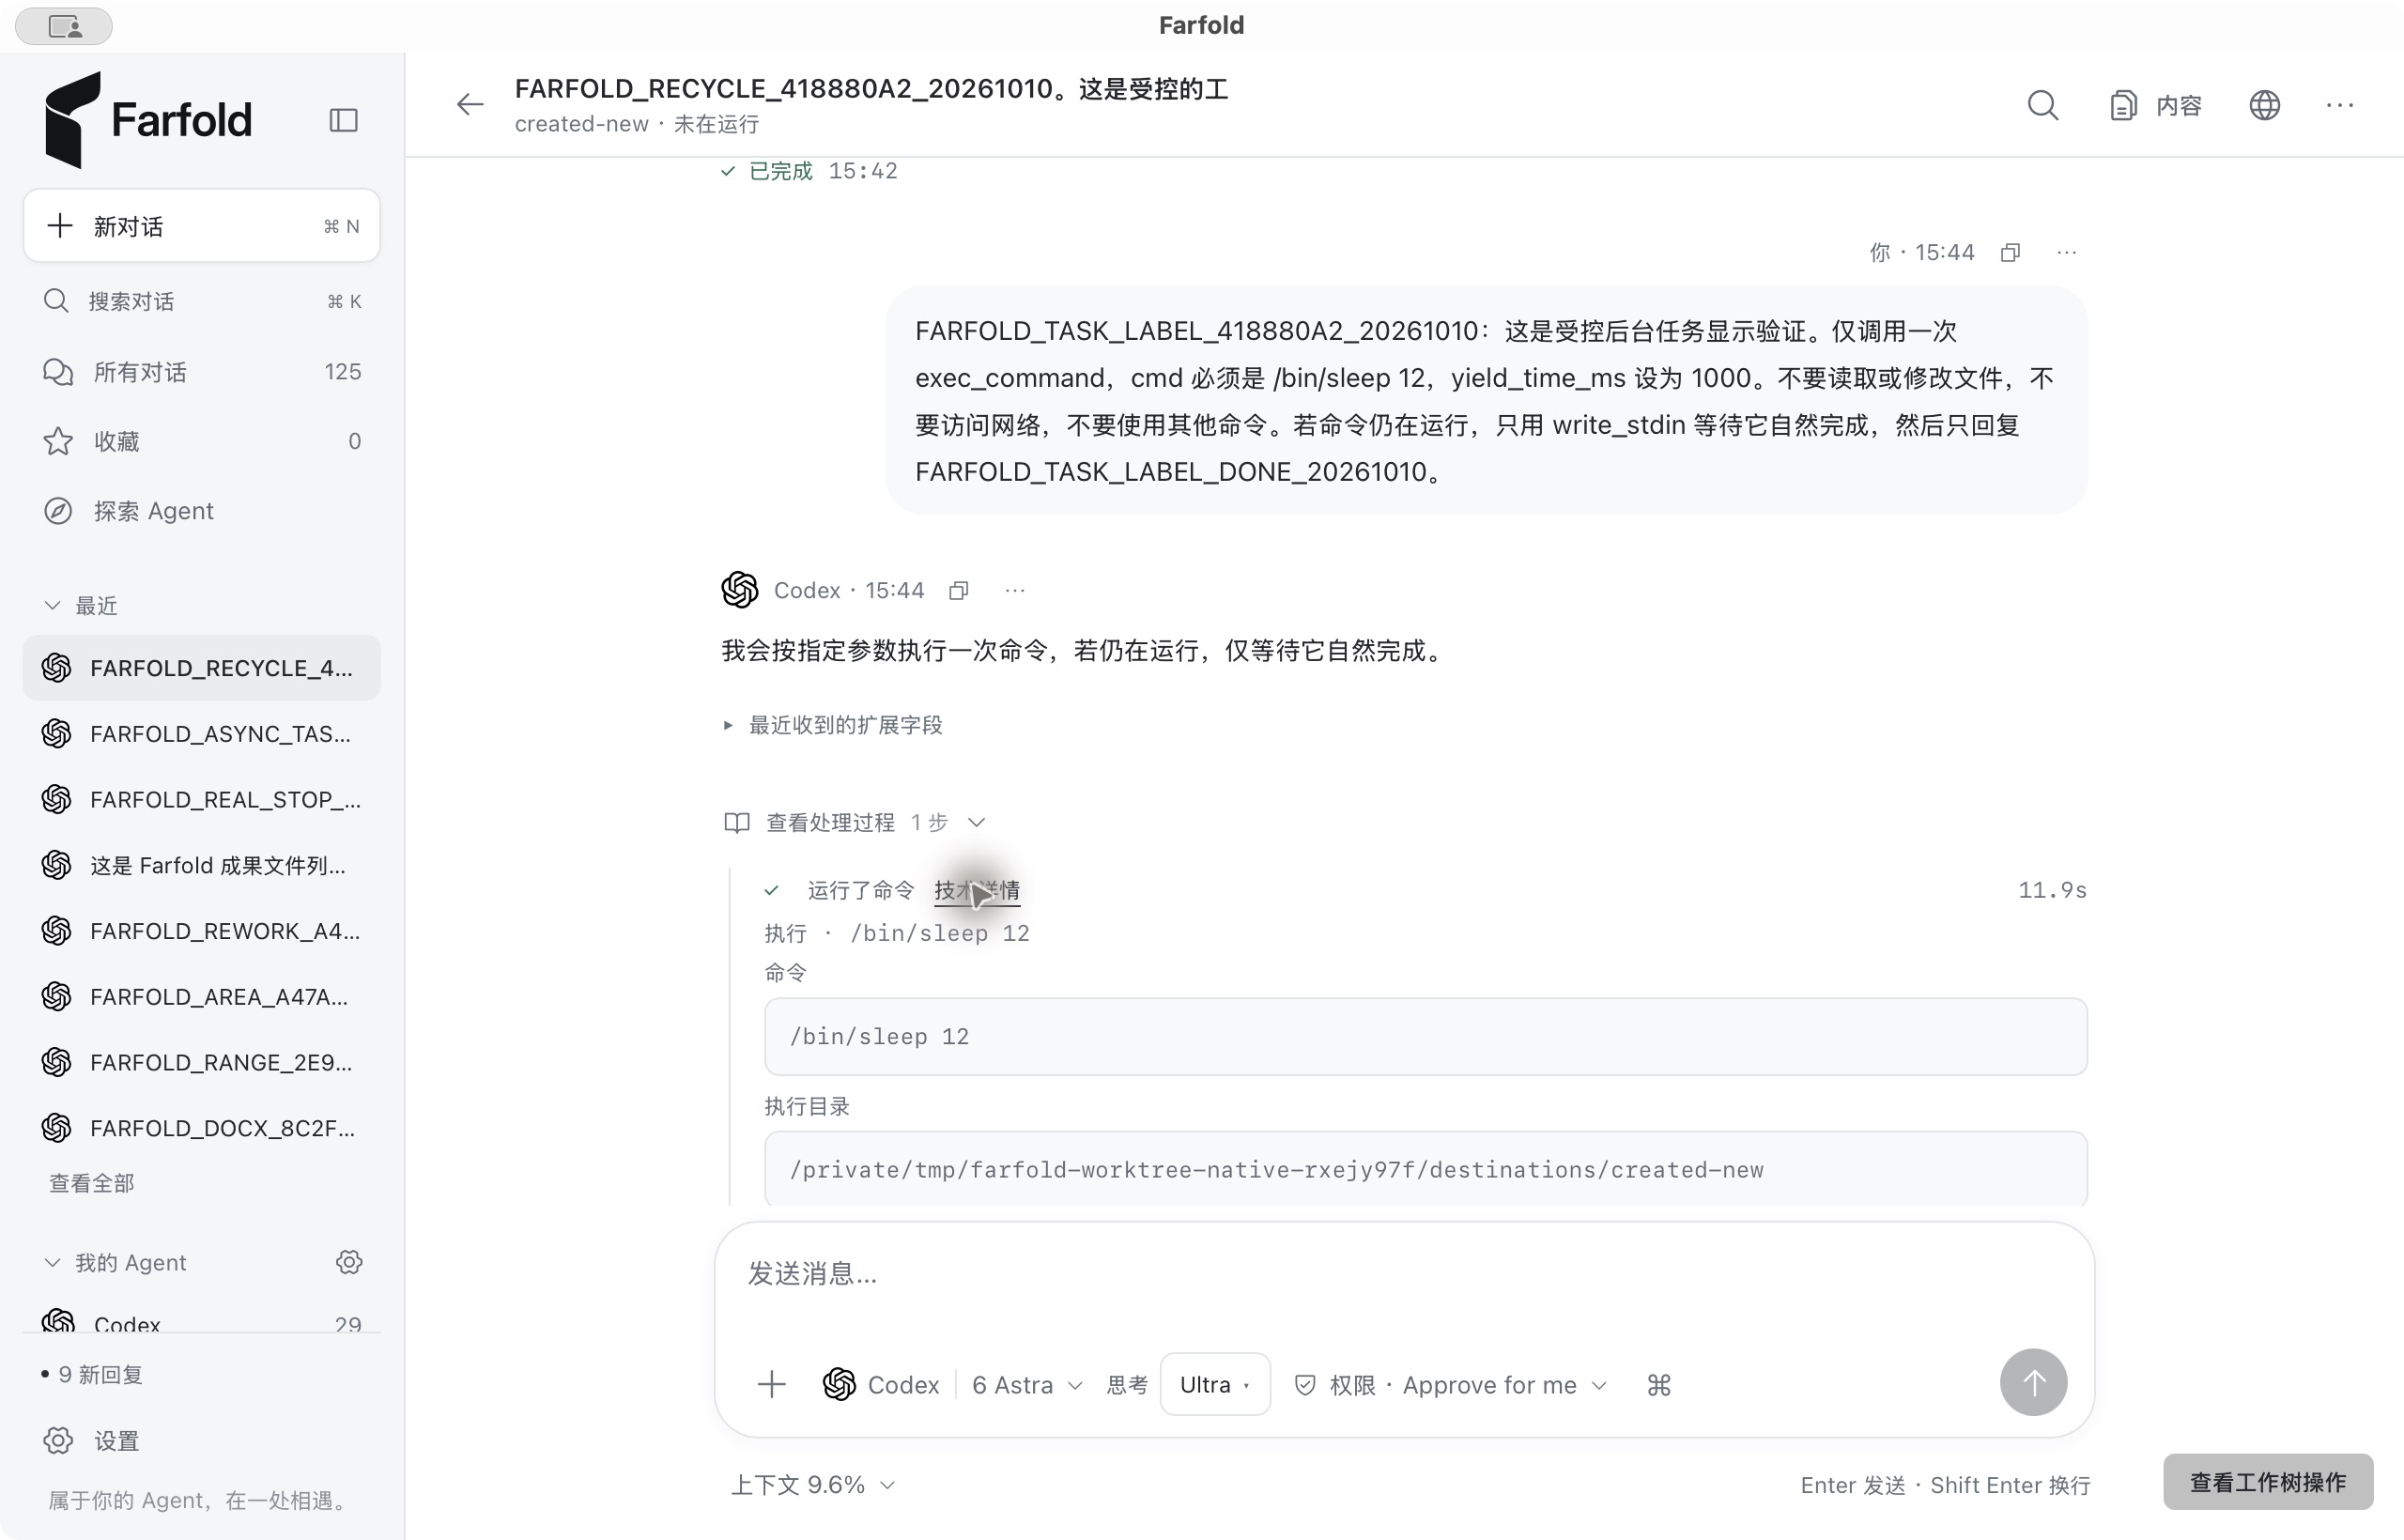 Farfold
Farfold
新对话 ⌘ N
搜索对话 ⌘ K
所有对话 125
收藏 0
探索 Agent
最近
FARFOLD_RECYCLE_4...
FARFOLD_ASYNC_TAS...
FARFOLD_REAL_STOP_...
这是 Farfold 成果文件列...
FARFOLD_REWORK_A4...
FARFOLD_AREA_A47A...
FARFOLD_RANGE_2E9...
FARFOLD_DOCX_8C2F...
查看全部
我的 Agent
Codex 29
9 新回复
设置
属于你的 Agent，在一处相遇。
FARFOLD_RECYCLE_418880A2_20261010。这是受控的工
created-new · 未在运行
内容
已完成 15:42
你 · 15:44
FARFOLD_TASK_LABEL_418880A2_20261010：这是受控后台任务显示验证。仅调用一次
exec_command，cmd 必须是 /bin/sleep 12，yield_time_ms 设为 1000。不要读取或修改文件，不
要访问网络，不要使用其他命令。若命令仍在运行，只用 write_stdin 等待它自然完成，然后只回复
FARFOLD_TASK_LABEL_DONE_20261010。
Codex · 15:44
我会按指定参数执行一次命令，若仍在运行，仅等待它自然完成。
最近收到的扩展字段
查看处理过程 1 步
运行了命令 技术详情 11.9s
执行 · /bin/sleep 12
命令
/bin/sleep 12
执行目录
/private/tmp/farfold-worktree-native-rxejy97f/destinations/created-new
发送消息...
Codex 6 Astra 思考 Ultra 权限 · Approve for me ⌘
上下文 9.6%
Enter 发送 · Shift Enter 换行
查看工作树操作